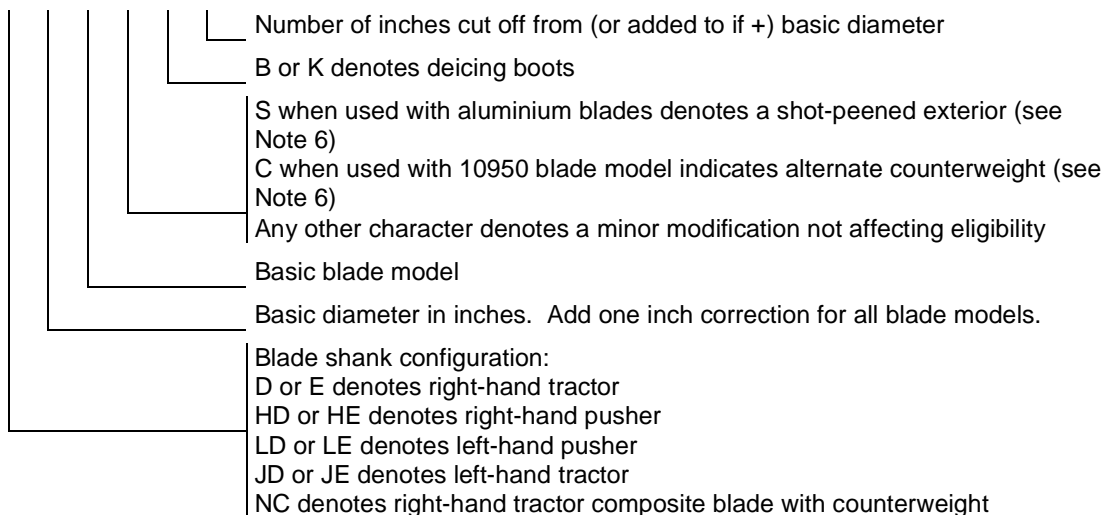 Number of inches cut off from (or added to if +) basic diameter
B or K denotes deicing boots
S when used with aluminium blades denotes a shot-peened exterior (see
Note 6)
C when used with 10950 blade model indicates alternate counterweight (see
Note 6)
Any other character denotes a minor modification not affecting eligibility
Basic blade model
Basic diameter in inches.  Add one inch correction for all blade models.
Blade shank configuration:
D or E denotes right-hand tractor
HD or HE denotes right-hand pusher
LD or LE denotes left-hand pusher
JD or JE denotes left-hand tractor
NC denotes right-hand tractor composite blade with counterweight